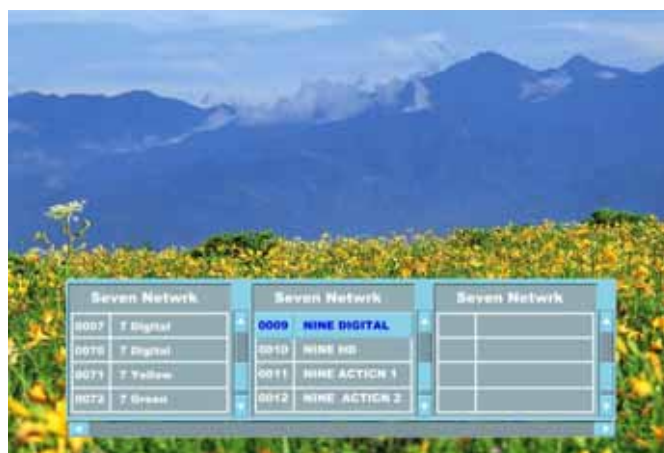 Seven Netwrk
0007 7 Digital
0070 7 Digital
0071 7 Yellow
0072 7 Green
Seven Netwrk
0009 NINE DIGITAL
0010 NINE HD
0011 NINE ACTION 1
0012 NINE ACTION 2
Seven Netwrk